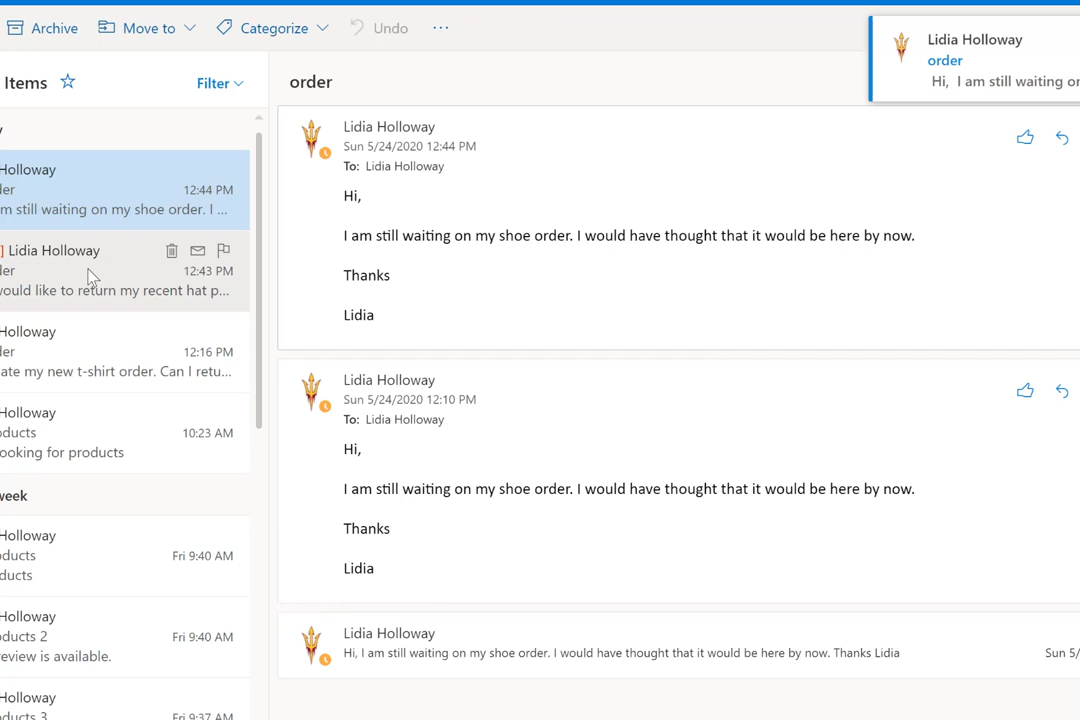 Archive Move to Categorize Undo ...
Items
Filter
Holloway
der
12:44 PM
m still waiting on my shoe order. I ...
] Lidia Holloway
der
12:43 PM
would like to return my recent hat p...
Holloway
der
12:16 PM
ate my new t-shirt order. Can I retu...
Holloway
oducts
10:23 AM
ooking for products
week
Holloway
oducts
Fri 9:40 AM
ducts
Holloway
oducts 2
Fri 9:40 AM
review is available.
Holloway
oducts 3
Fri 9:37 AM
order
Lidia Holloway
order
Hi, I am still waiting on
Lidia Holloway
Sun 5/24/2020 12:44 PM
To: Lidia Holloway
Hi,
I am still waiting on my shoe order. I would have thought that it would be here by now.
Thanks
Lidia
Lidia Holloway
Sun 5/24/2020 12:10 PM
To: Lidia Holloway
Hi,
I am still waiting on my shoe order. I would have thought that it would be here by now.
Thanks
Lidia
Lidia Holloway
Hi, I am still waiting on my shoe order. I would have thought that it would be here by now. Thanks Lidia
Sun 5/